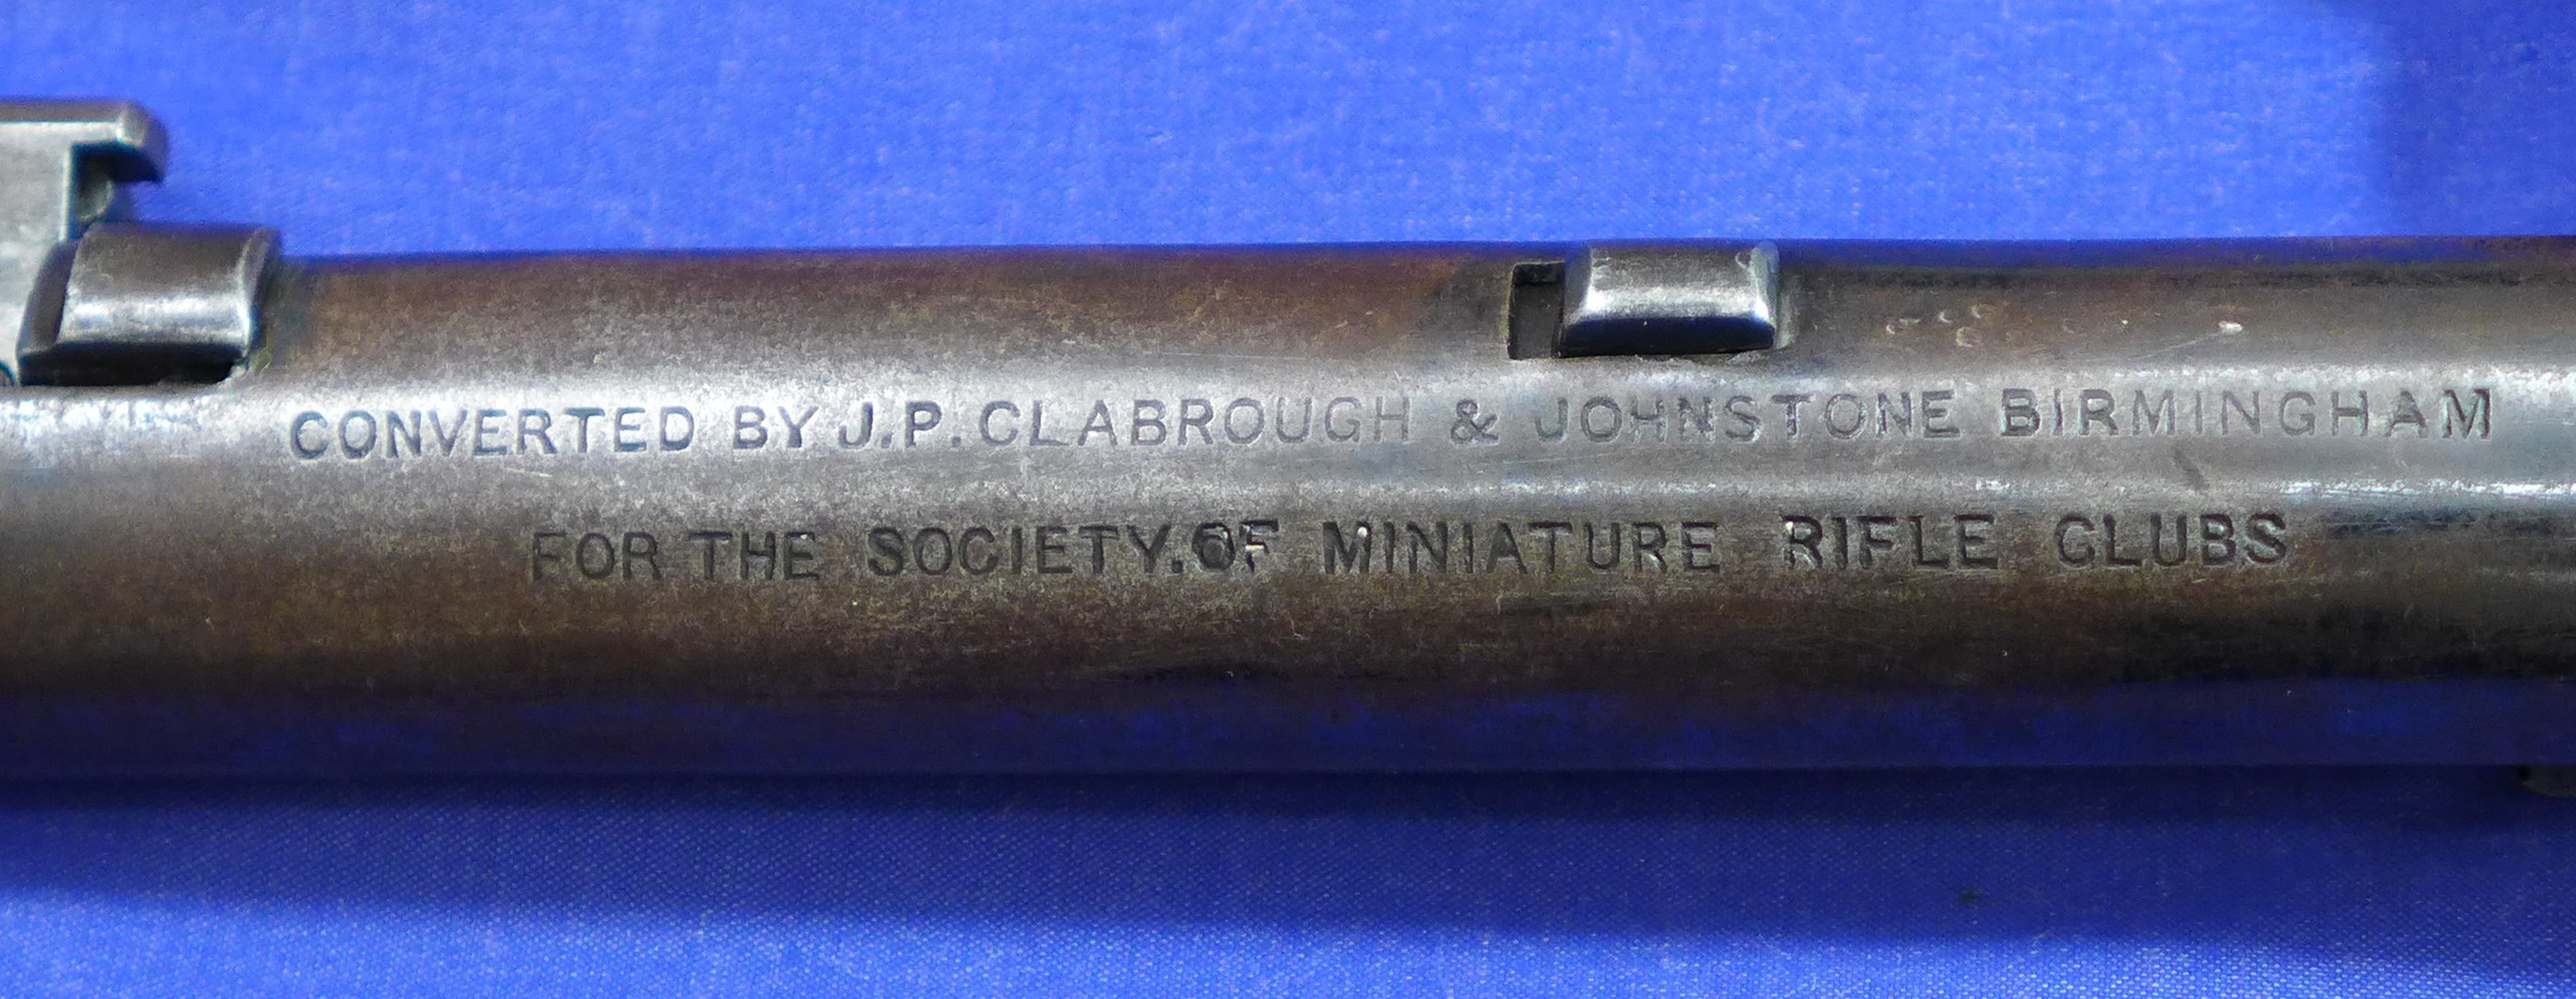 CONVERTED BY J.P. CLABROUGH & JOHNSTONE BIRMINGHAM
FOR THE SOCIETY. OF MINIATURE RIFLE CLUBS